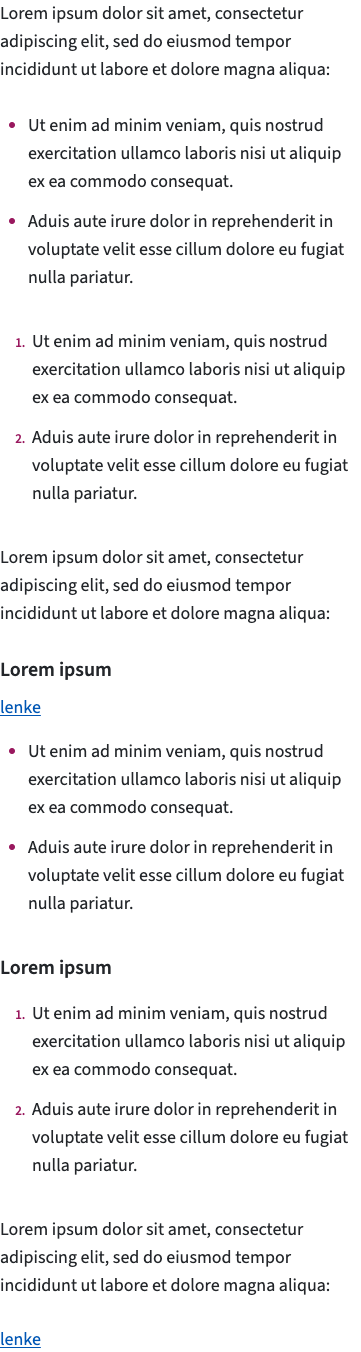 Lorem ipsum dolor sit amet, consectetur
adipiscing elit, sed do eiusmod tempor
incididunt ut labore et dolore magna aliqua:
• Ut enim ad minim veniam, quis nostrud
exercitation ullamco laboris nisi ut aliquip
ex ea commodo consequat.
• Aduis aute irure dolor in reprehenderit in
voluptate velit esse cillum dolore eu fugiat
nulla pariatur.
1. Ut enim ad minim veniam, quis nostrud
exercitation ullamco laboris nisi ut aliquip
ex ea commodo consequat.
2. Aduis aute irure dolor in reprehenderit in
voluptate velit esse cillum dolore eu fugiat
nulla pariatur.
Lorem ipsum dolor sit amet, consectetur
adipiscing elit, sed do eiusmod tempor
incididunt ut labore et dolore magna aliqua:
Lorem ipsum
lenke
• Ut enim ad minim veniam, quis nostrud
exercitation ullamco laboris nisi ut aliquip
ex ea commodo consequat.
• Aduis aute irure dolor in reprehenderit in
voluptate velit esse cillum dolore eu fugiat
nulla pariatur.
Lorem ipsum
1. Ut enim ad minim veniam, quis nostrud
exercitation ullamco laboris nisi ut aliquip
ex ea commodo consequat.
2. Aduis aute irure dolor in reprehenderit in
voluptate velit esse cillum dolore eu fugiat
nulla pariatur.
Lorem ipsum dolor sit amet, consectetur
adipiscing elit, sed do eiusmod tempor
incididunt ut labore et dolore magna aliqua:
lenke